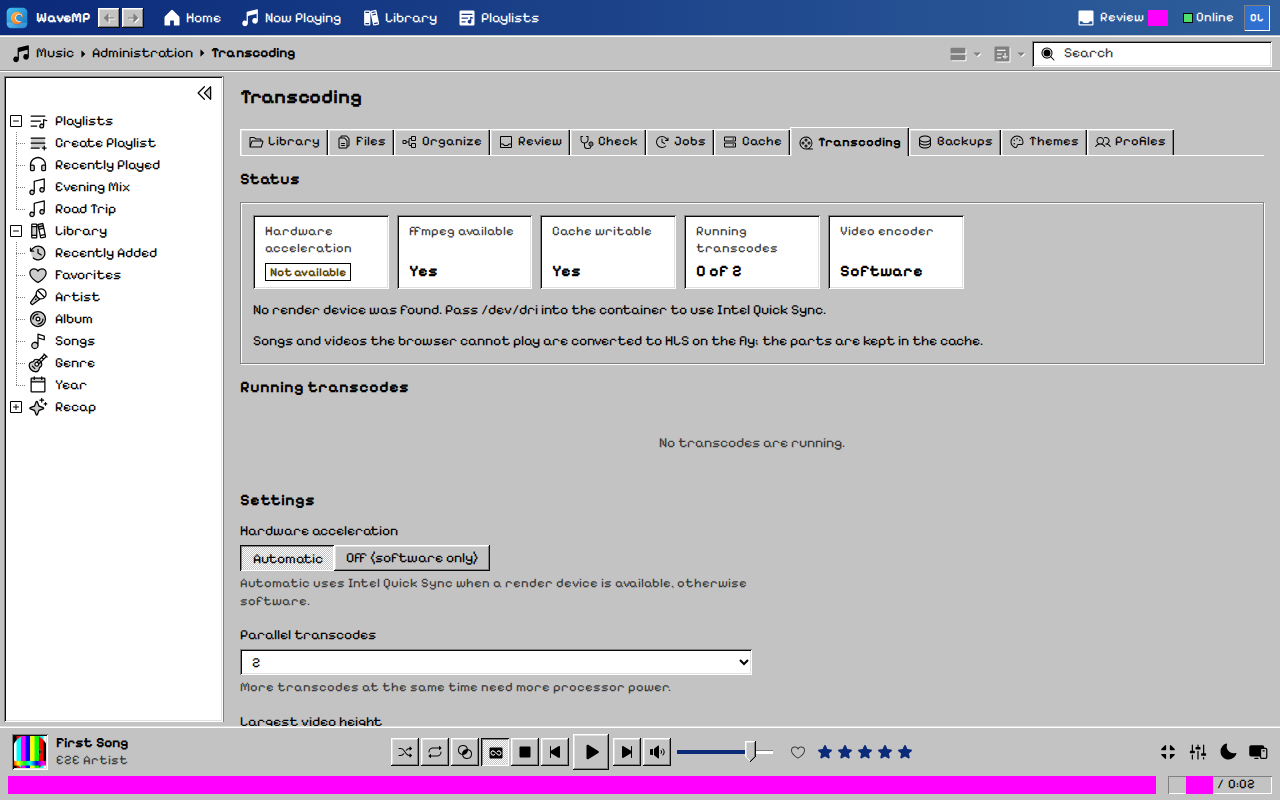 WaveMP
Home
Now Playing
Library
Playlists
Review
Online
OL
Music
Administration
Transcoding
Search
Playlists
Create Playlist
Recently Played
Evening Mix
Road Trip
Library
Recently Added
Favorites
Artist
Album
Songs
Genre
Year
Recap
Transcoding
Library
Files
Organize
Review
Check
Jobs
Cache
Transcoding
Backups
Themes
Profiles
Status
Hardware
acceleration
Not available
ffmpeg available
Yes
Cache writable
Yes
Running
transcodes
0 of 2
Video encoder
Software
No render device was found. Pass /dev/dri into the container to use Intel Quick Sync.
Songs and videos the browser cannot play are converted to HLS on the fly; the parts are kept in the cache.
Running transcodes
No transcodes are running.
Settings
Hardware acceleration
Automatic
Off (software only)
Automatic uses Intel Quick Sync when a render device is available, otherwise
software.
Parallel transcodes
2
More transcodes at the same time need more processor power.
Largest video height
First Song
E2E Artist
/ 0:02